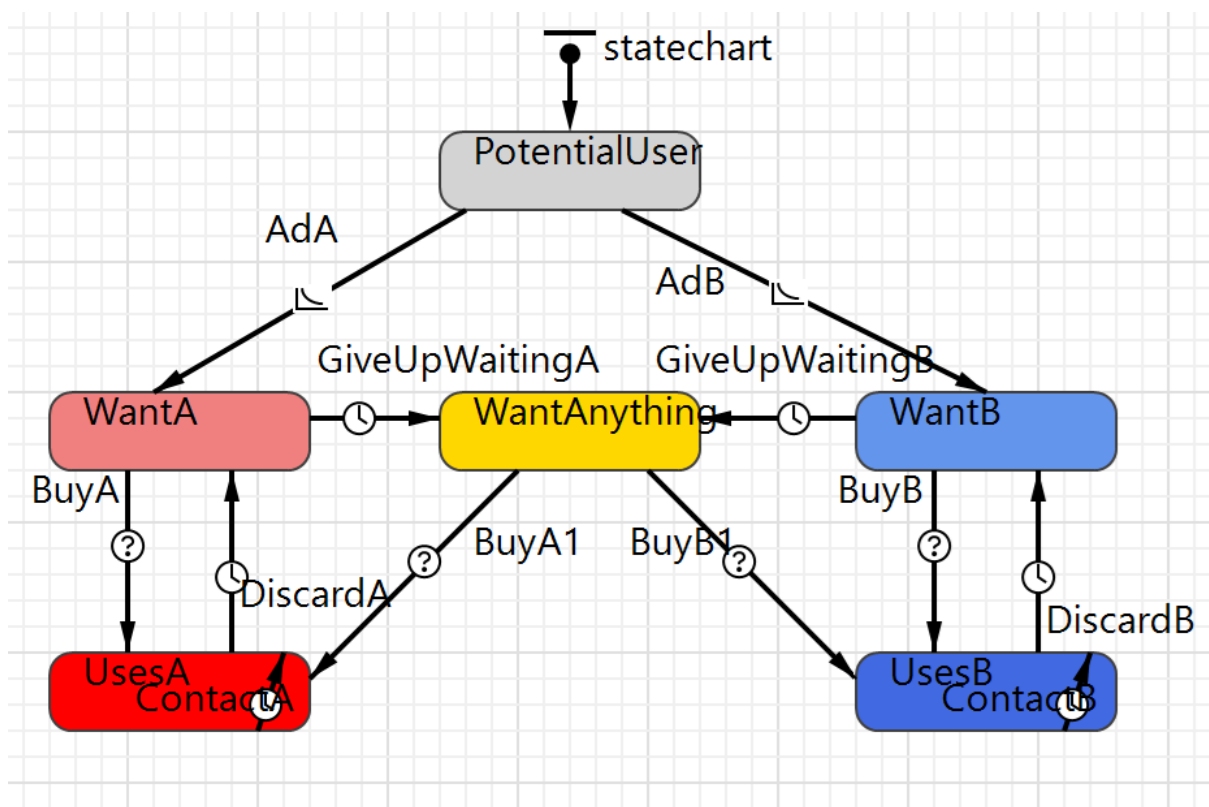 statechart
PotentialUser
AdA
AdB
GiveUpWaitingA
GiveUpWaitingB
WantA
WantAnything
WantB
BuyA
BuyB
?
?
BuyA1
BuyB1
?
?
DiscardA
DiscardB
UsesA
UsesB
ContactA
ContactB